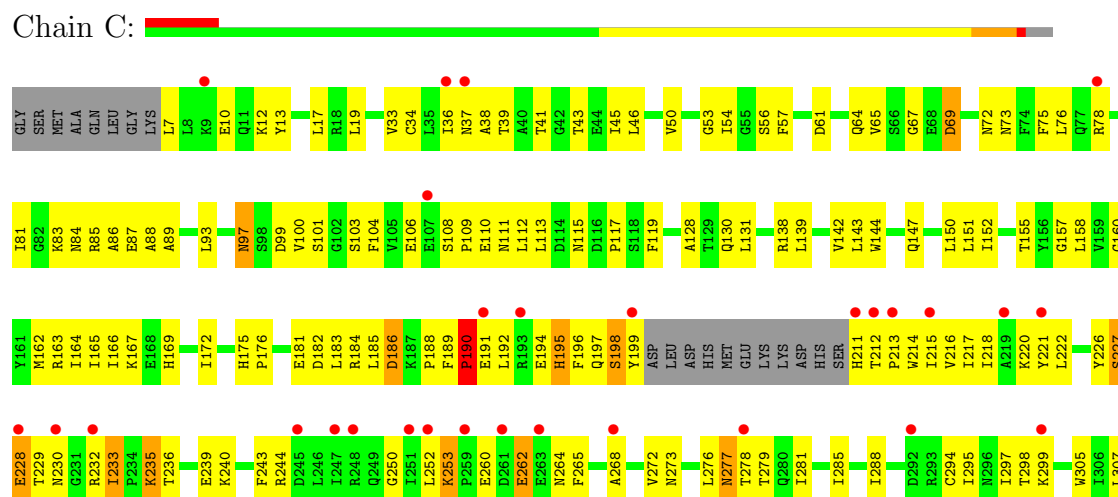 Chain C:
GLY SER MET ALA GLN LEU GLY LYS L7 L8 K9 E10 Q11 K12 Y13 L17 R18 L19 V33 C34 L35 I36 N37 A38 T39 A40 T41 G42 T43 E44 I45 L46 V50 G53 I54 G55 S56 F57 D61 Q64 V65 S66 G67 E68 D69 N72 N73 F74 F75 L76 Q77 R78
I81 G82 K83 N84 R85 A86 E87 A88 A89 L93 N97 S98 D99 V100 S101 G102 S103 F104 V105 E106 E107 S108 P109 E110 N111 L112 L113 D114 N115 D116 P117 S118 F119 A128 T129 Q130 L131 R138 L139 V142 L143 W144 Q147 L150 L151 I152 T155 Y156 G157 L158 V159 G160
Y161 M162 R163 I164 I165 I166 K167 E168 H169 I172 H175 P176 E181 D182 L183 R184 L185 D186 K187 P188 F189 P190 E191 L192 R193 E194 H195 F196 Q197 S198 Y199 ASP LEU ASP HIS MET GLU LYS LYS ASP HIS SER H211 T212 P213 W214 I215 V216 I217 I218 A219 K220 Y221 L222 Y226 S227
E228 T229 N230 G231 R232 I233 P234 K235 T236 E239 K240 F243 R244 D245 L246 I247 R248 Q249 G250 I251 L252 K253 P259 E260 D261 E262 E263 N264 F265 A268 V272 N273 L276 N277 T278 T279 Q280 I281 I285 I288 D292 R293 C294 I295 N296 I297 T298 K299 W305 I306 L307